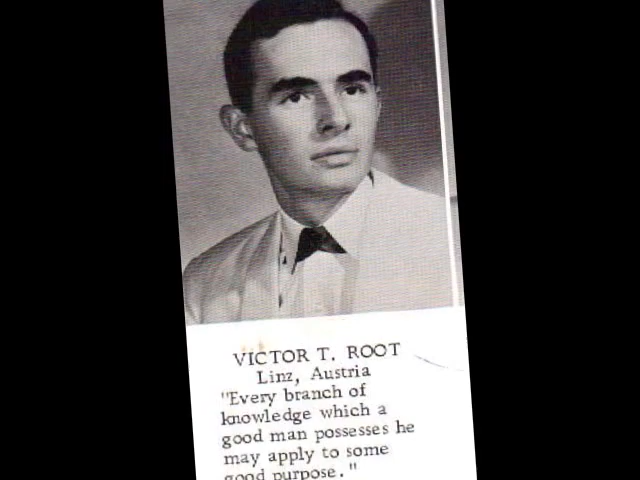 VICTOR T. ROOT
Linz, Austria
"Every branch of
knowledge which a
good man possesses he
may apply to some
good purpose."